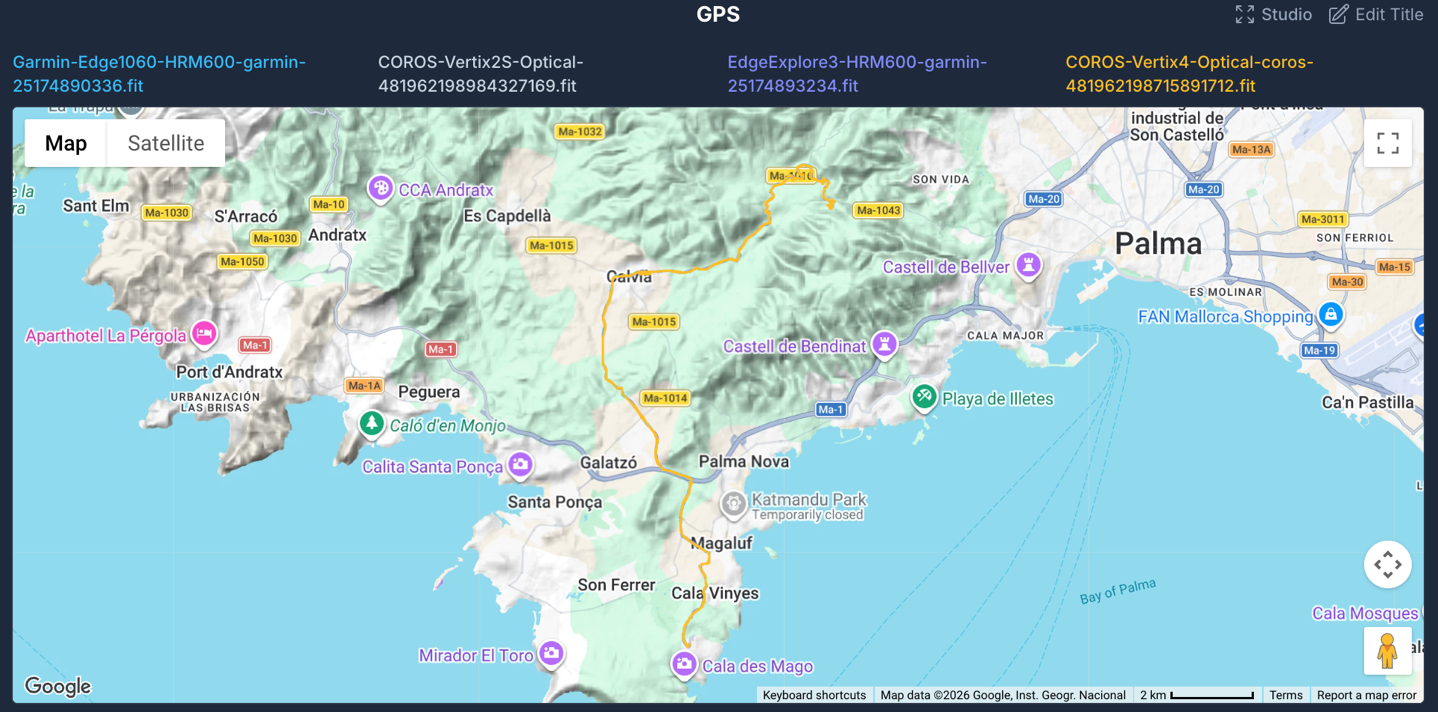 GPS
Studio
Edit Title
Garmin-Edge1060-HRM600-garmin-
25174890336.fit
COROS-Vertix2S-Optical-
481962198984327169.fit
EdgeExplore3-HRM600-garmin-
25174893234.fit
COROS-Vertix4-Optical-coros-
481962198715891712.fit
La Trapa
Map
Satellite
Ma-1032
industrial de
Son Castelló
Ma-13A
CCA Andratx
SON VIDA
Ma-20
Ma-20
Sant Elm
Ma-1030
S'Arracó
Ma-10
Es Capdellà
Ma-1043
Ma-3011
Ma-1030
Andratx
Ma-1015
Palma
SON FERRIOL
Ma-1050
Calvià
Castell de Bellver
Ma-15
Ma-30
ES MOLINAR
Aparthotel La Pérgola
Ma-1015
FAN Mallorca Shopping
Ma-1
Ma-1
Castell de Bendinat
CALA MAJOR
Ma-19
Port d'Andratx
Ma-1A
Peguera
Ma-1014
URBANIZACIÓN
LAS BRISAS
Ma-1
Playa de Illetes
Ca'n Pastilla
Caló d'en Monjo
Calita Santa Ponça
Galatzó
Palma Nova
Santa Ponça
Katmandu Park
Temporarily closed
Magaluf
Son Ferrer
Cala Vinyes
Bay of Palma
Cala Mosques
Mirador El Toro
Cala des Mago
Google
Keyboard shortcuts
Map data ©2026 Google, Inst. Geogr. Nacional
2 km
Terms
Report a map error